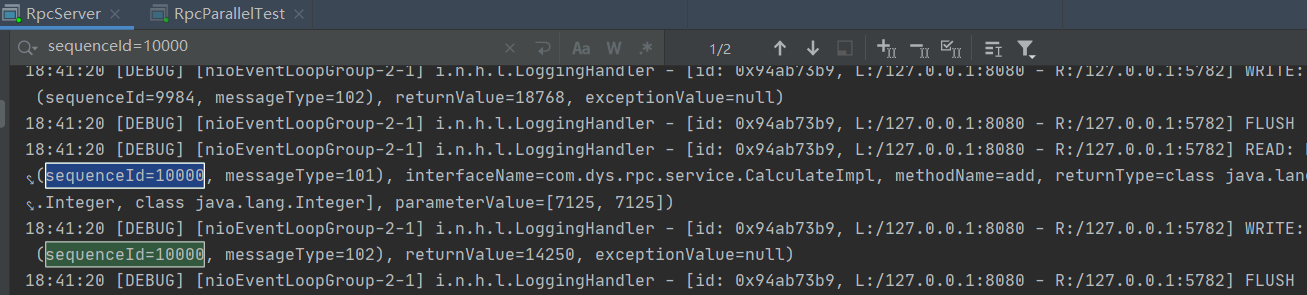 RpcServer × RpcParallelTest ×
sequenceId=10000 × Aa W .* 1/2
18:41:20 [DEBUG] [nioEventLoopGroup-2-1] i.n.h.l.LoggingHandler - [id: 0x94ab73b9, L:/127.0.0.1:8080 - R:/127.0.0.1:5782] WRITE:
(sequenceId=9984, messageType=102), returnValue=18768, exceptionValue=null)
18:41:20 [DEBUG] [nioEventLoopGroup-2-1] i.n.h.l.LoggingHandler - [id: 0x94ab73b9, L:/127.0.0.1:8080 - R:/127.0.0.1:5782] FLUSH
18:41:20 [DEBUG] [nioEventLoopGroup-2-1] i.n.h.l.LoggingHandler - [id: 0x94ab73b9, L:/127.0.0.1:8080 - R:/127.0.0.1:5782] READ:
(sequenceId=10000, messageType=101), interfaceName=com.dys.rpc.service.CalculateImpl, methodName=add, returnType=class java.lan
.Integer, class java.lang.Integer], parameterValue=[7125, 7125])
18:41:20 [DEBUG] [nioEventLoopGroup-2-1] i.n.h.l.LoggingHandler - [id: 0x94ab73b9, L:/127.0.0.1:8080 - R:/127.0.0.1:5782] WRITE:
(sequenceId=10000, messageType=102), returnValue=14250, exceptionValue=null)
18:41:20 [DEBUG] [nioEventLoopGroup-2-1] i.n.h.l.LoggingHandler - [id: 0x94ab73b9, L:/127.0.0.1:8080 - R:/127.0.0.1:5782] FLUSH